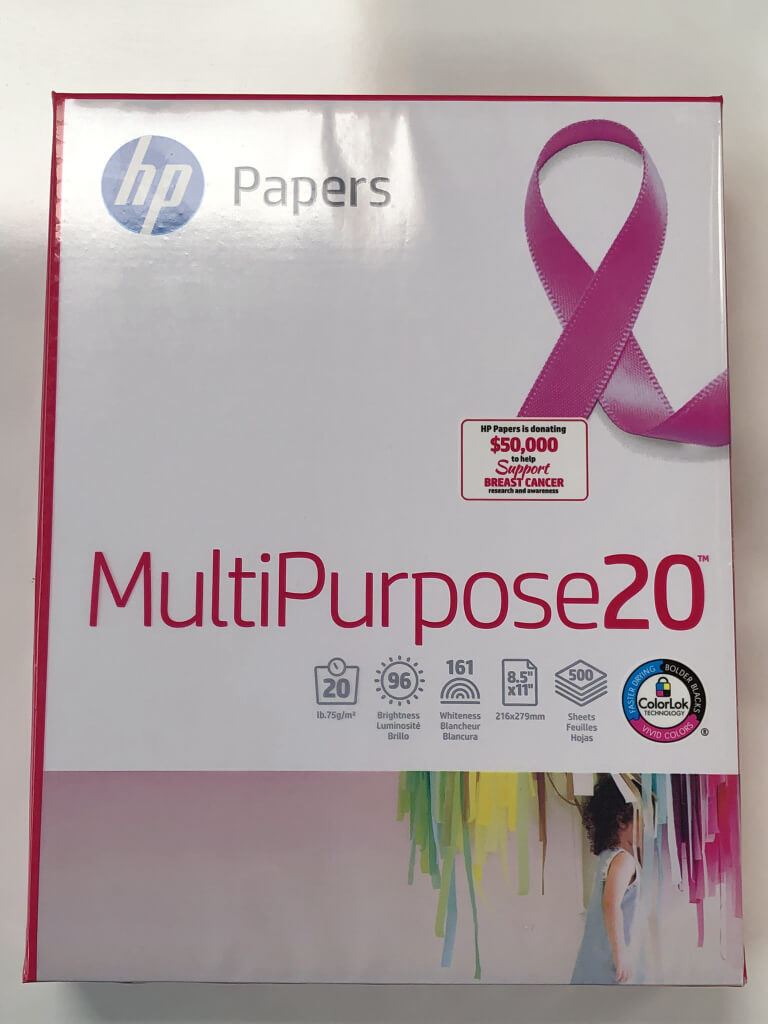 hp Papers
HP Papers is donating
$50,000
to help
Support
BREAST CANCER
research and awareness
MultiPurpose20™
20
lb.75g/m²
96
Brightness
Luminosité
Brillo
161
Whiteness
Blancheur
Blancura
8.5"
x11"
216x279mm
500
Sheets
Feuilles
Hojas
FASTER DRYING BOLDER BLACKS
ColorLok
TECHNOLOGY
VIVID COLORS
®